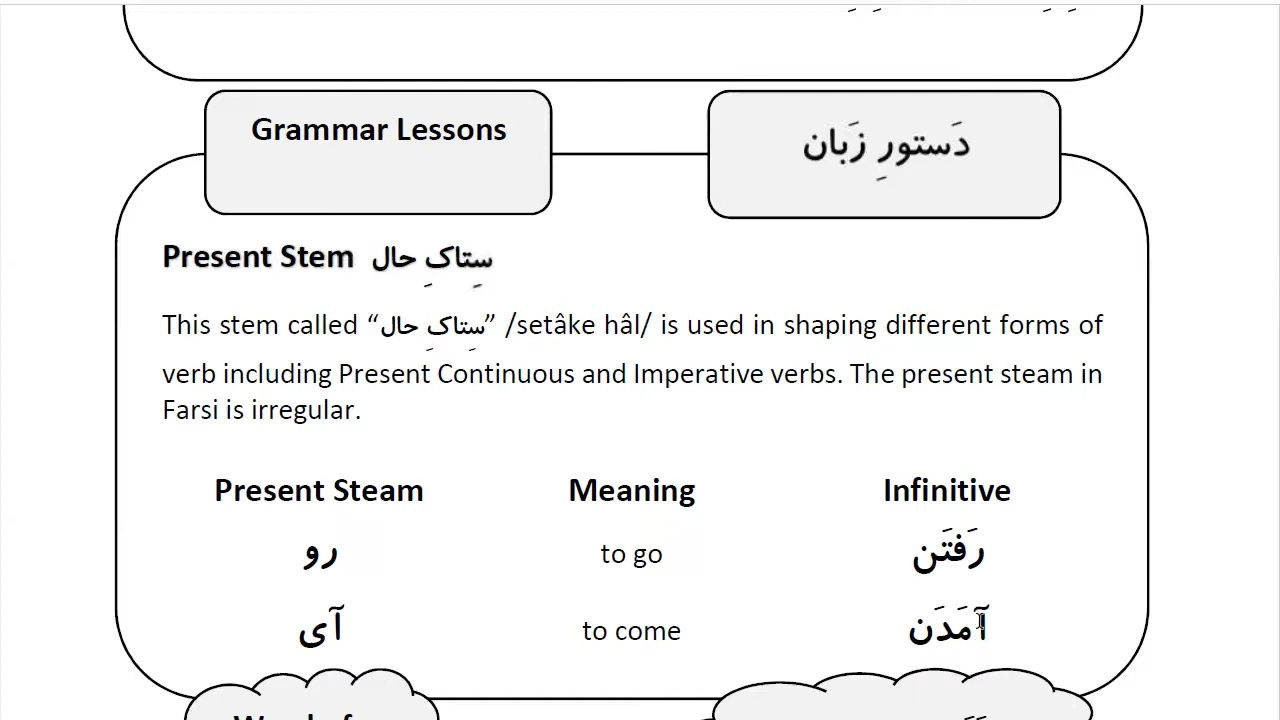 Grammar Lessons
دَستورِ زَبان
Present Stem سِتاکِ حال
This stem called “سِتاکِ حال” /setâke hâl/ is used in shaping different forms of
verb including Present Continuous and Imperative verbs. The present steam in
Farsi is irregular.
Present Steam Meaning Infinitive
رو to go رَفتَن
آی to come آمَدَن